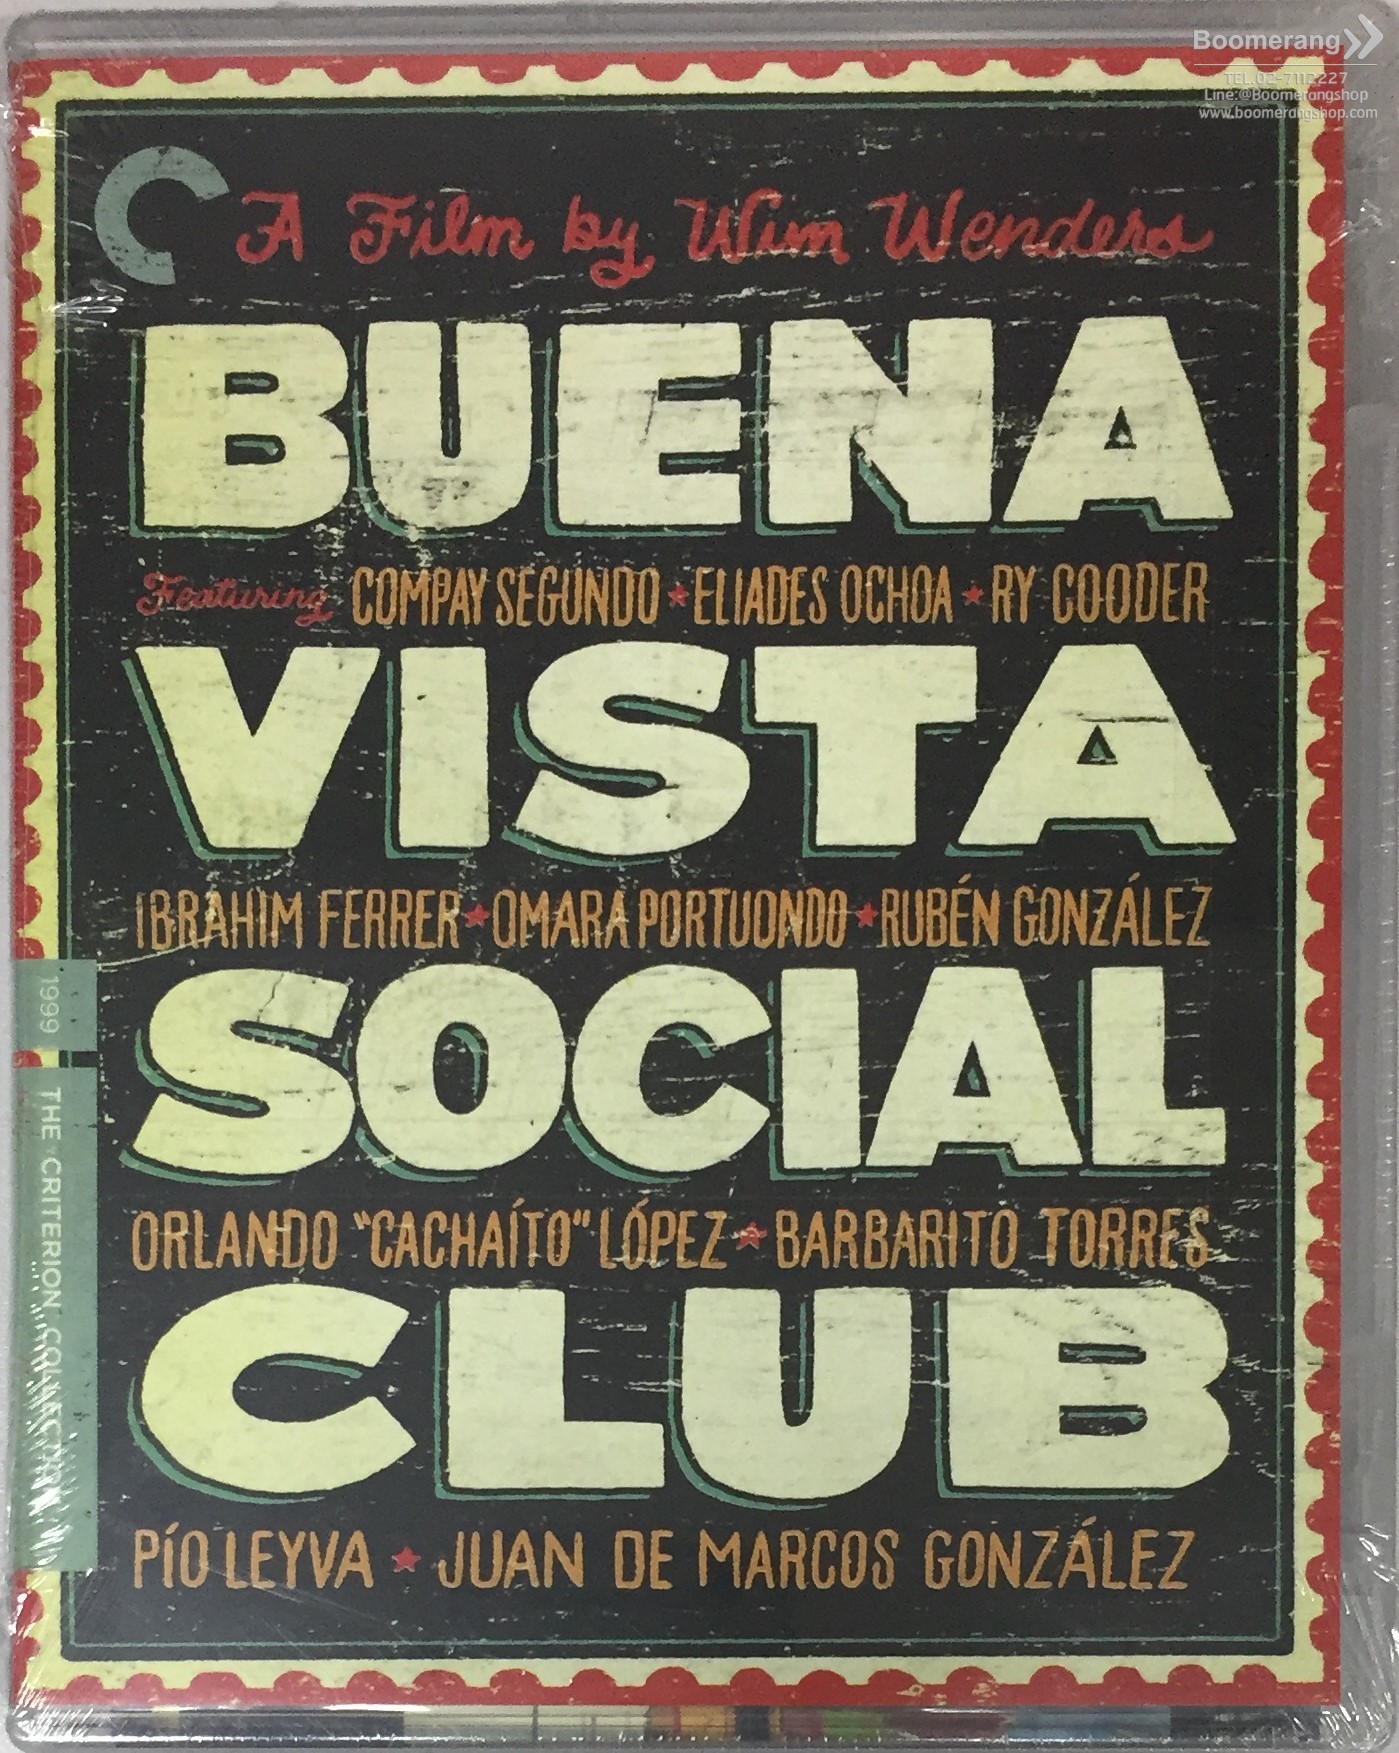 Boomerang
TEL.02-7112227
Line:@Boomerangshop
www.boomerangshop.com
A Film by Wim Wenders
BUENA
Featuring COMPAY SEGUNDO ★ ELIADES OCHOA ★ RY COODER
VISTA
IBRAHIM FERRER ★ OMARA PORTUONDO ★ RUBÉN GONZÁLEZ
SOCIAL
ORLANDO "CACHAÍTO" LÓPEZ ★ BARBARITO TORRES
CLUB
PÍO LEYVA ★ JUAN DE MARCOS GONZÁLEZ
1999
THE CRITERION COLLECTION